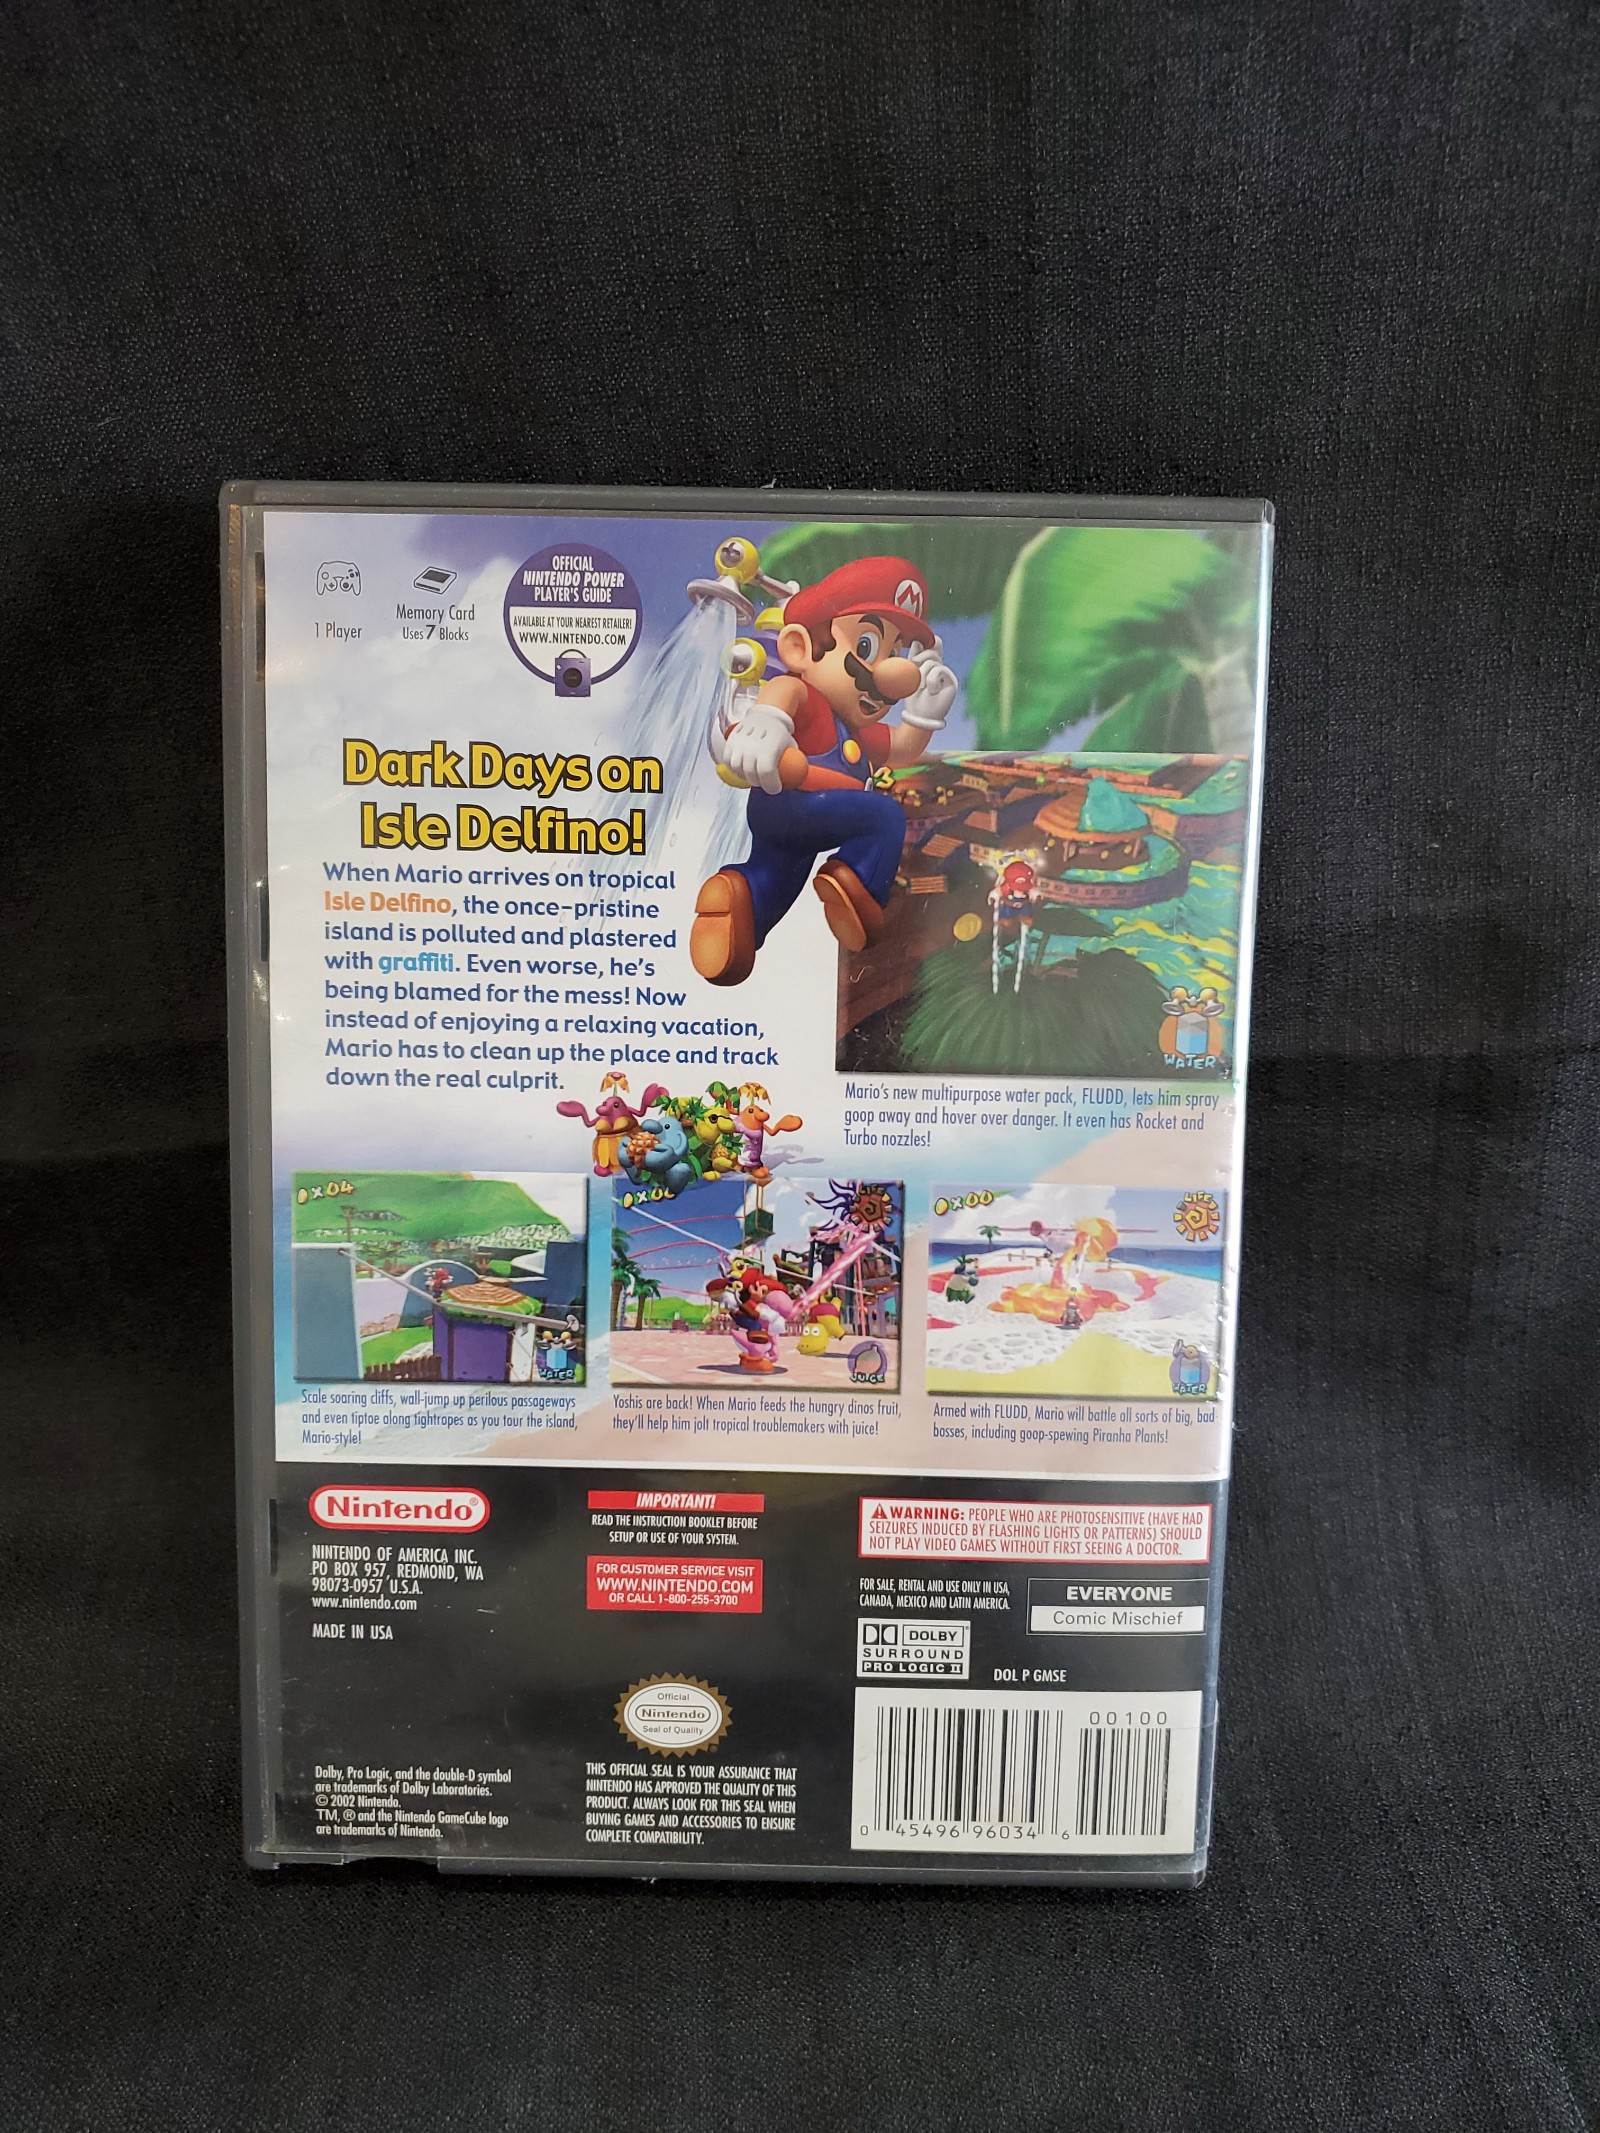 1 Player
Memory Card
Uses 7 Blocks
OFFICIAL
NINTENDO POWER
PLAYER'S GUIDE
AVAILABLE AT YOUR NEAREST RETAILER!
WWW.NINTENDO.COM
M
Dark Days on
Isle Delfino!
When Mario arrives on tropical
Isle Delfino, the once-pristine
island is polluted and plastered
with graffiti. Even worse, he's
being blamed for the mess! Now
instead of enjoying a relaxing vacation,
Mario has to clean up the place and track
down the real culprit.
WATER
Mario's new multipurpose water pack, FLUDD, lets him spray
goop away and hover over danger. It even has Rocket and
Turbo nozzles!
x04
WATER
Scale soaring cliffs, wall-jump up perilous passageways
and even tiptoe along tightropes as you tour the island,
Mario-style!
LIFE
JUICE
Yoshis are back! When Mario feeds the hungry dinos fruit,
they'll help him jolt tropical troublemakers with juice!
x00
LIFE
WATER
Armed with FLUDD, Mario will battle all sorts of big, bad
bosses, including goop-spewing Piranha Plants!
Nintendo®
NINTENDO OF AMERICA INC.
PO BOX 957, REDMOND, WA
98073-0957 U.S.A.
www.nintendo.com
MADE IN USA
IMPORTANT!
READ THE INSTRUCTION BOOKLET BEFORE
SETUP OR USE OF YOUR SYSTEM.
FOR CUSTOMER SERVICE VISIT
WWW.NINTENDO.COM
OR CALL 1-800-255-3700
WARNING: PEOPLE WHO ARE PHOTOSENSITIVE (HAVE HAD
SEIZURES INDUCED BY FLASHING LIGHTS OR PATTERNS) SHOULD
NOT PLAY VIDEO GAMES WITHOUT FIRST SEEING A DOCTOR.
FOR SALE, RENTAL AND USE ONLY IN USA,
CANADA, MEXICO AND LATIN AMERICA.
EVERYONE
Comic Mischief
DOLBY
SURROUND
PRO LOGIC II
DOL P GMSE
Official
Nintendo
Seal of Quality
THIS OFFICIAL SEAL IS YOUR ASSURANCE THAT
NINTENDO HAS APPROVED THE QUALITY OF THIS
PRODUCT. ALWAYS LOOK FOR THIS SEAL WHEN
BUYING GAMES AND ACCESSORIES TO ENSURE
COMPLETE COMPATIBILITY.
Dolby, Pro Logic, and the double-D symbol
are trademarks of Dolby Laboratories.
© 2002 Nintendo.
TM, ® and the Nintendo GameCube logo
are trademarks of Nintendo.
00100
0 45496 96034 6